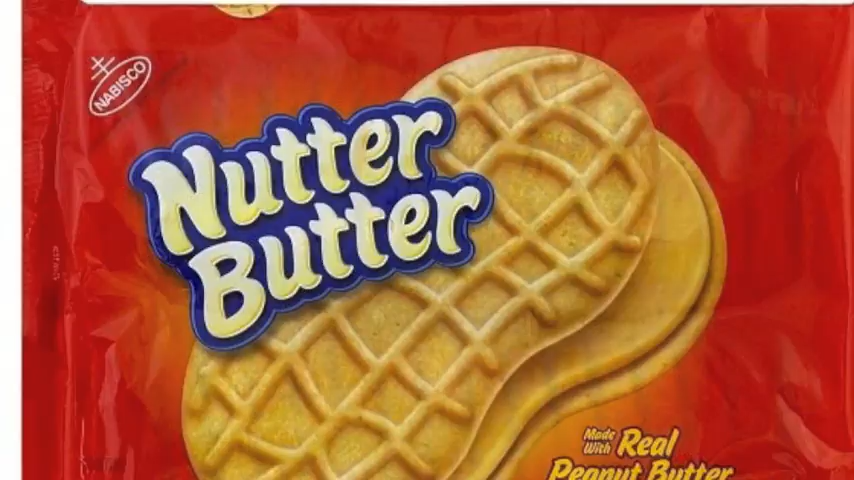 NABISCO
Nutter
Butter
Made
With Real
Peanut Butter